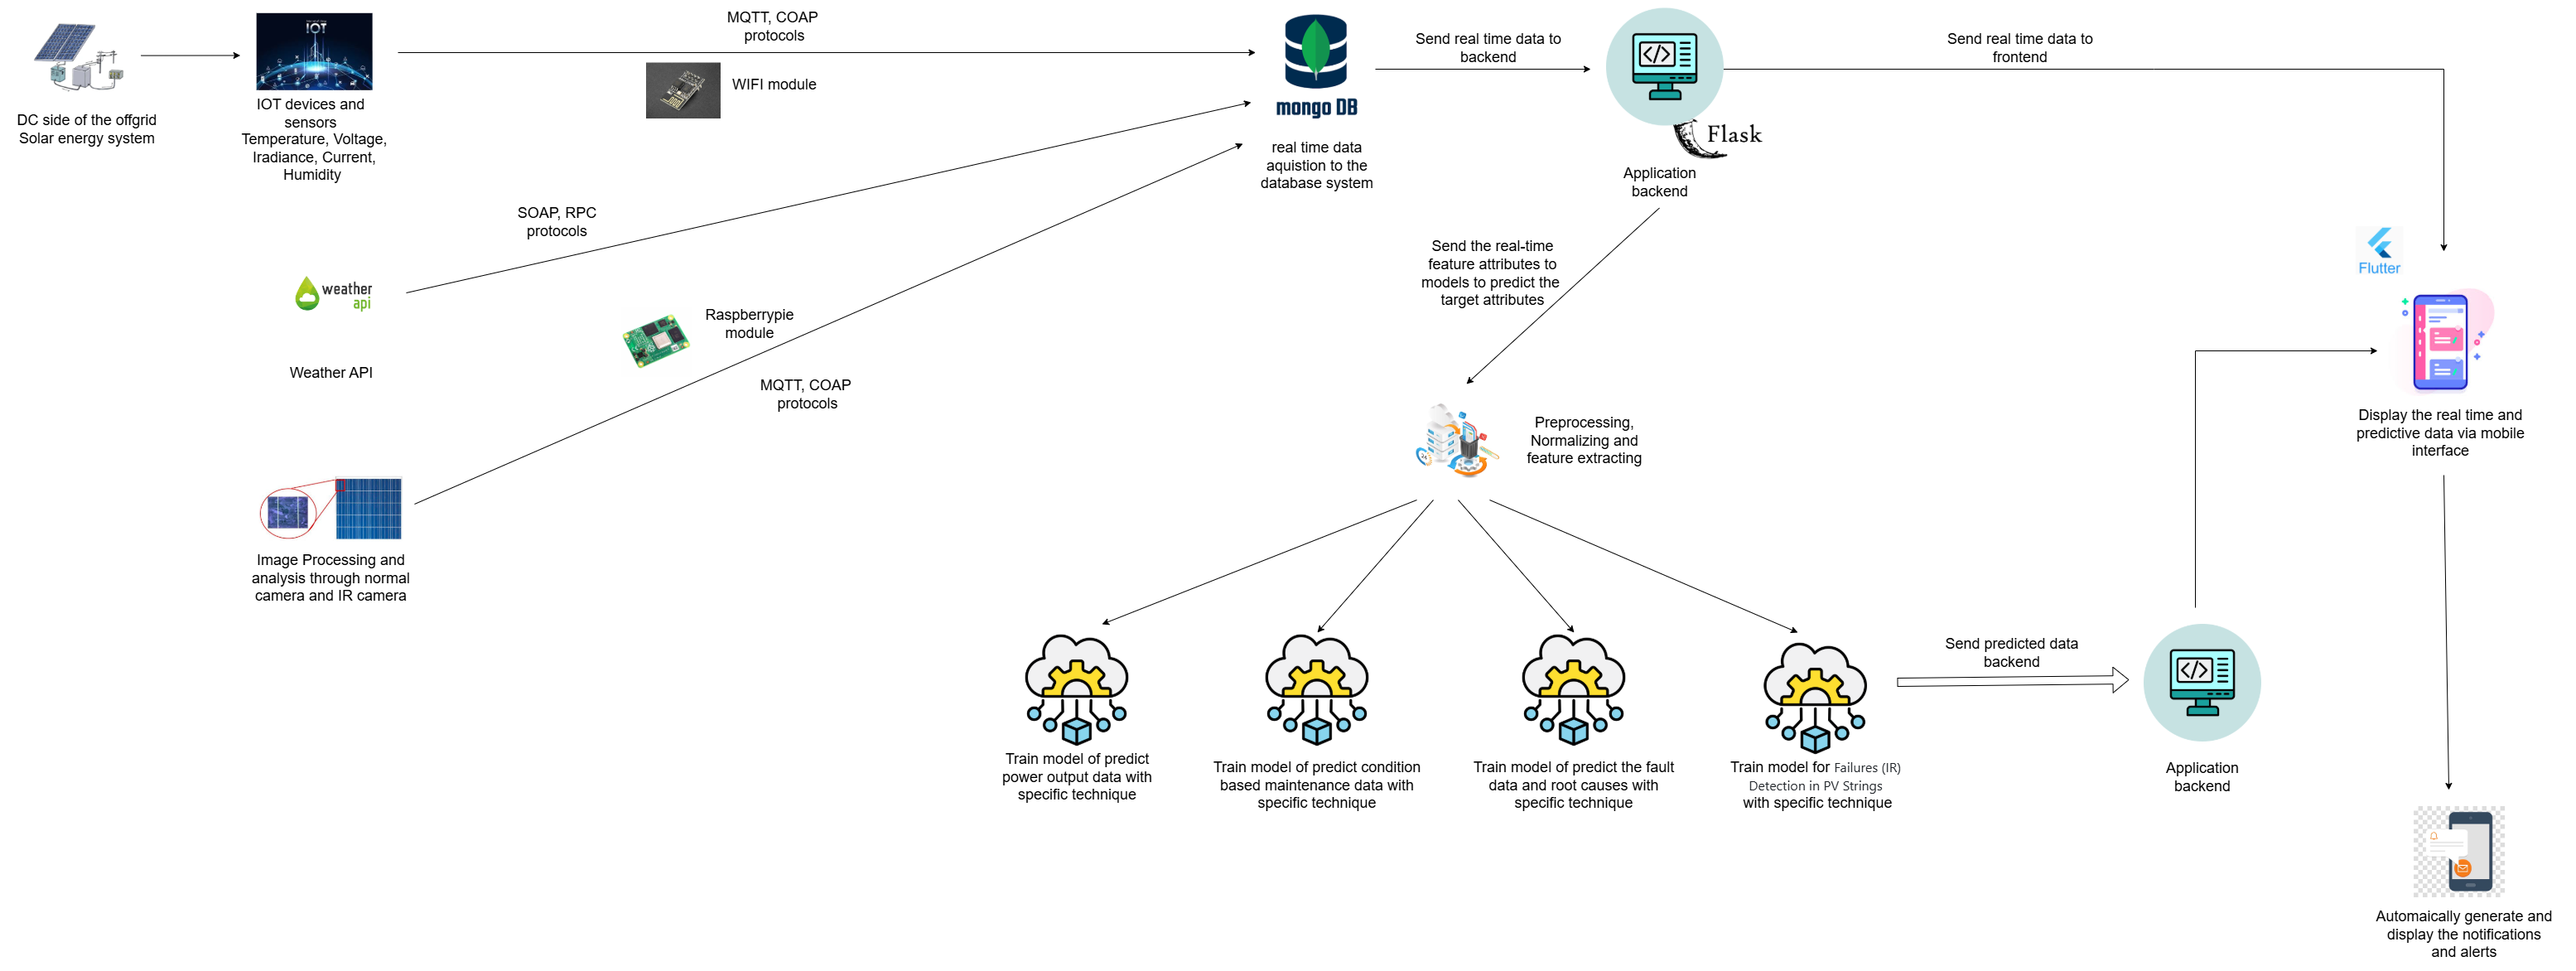 DC side of the offgrid
Solar energy system
IOT
IOT devices and
sensors
Temperature, Voltage,
Iradiance, Current,
Humidity
MQTT, COAP
protocols
WIFI module
mongo DB
real time data
aquistion to the
database system
Send real time data to
backend
Flask
Application
backend
Send real time data to
frontend
SOAP, RPC
protocols
weather
api
Weather API
Raspberrypie
module
MQTT, COAP
protocols
Image Processing and
analysis through normal
camera and IR camera
Send the real-time
feature attributes to
models to predict the
target attributes
Preprocessing,
Normalizing and
feature extracting
Flutter
Display the real time and
predictive data via mobile
interface
Train model of predict
power output data with
specific technique
Train model of predict condition
based maintenance data with
specific technique
Train model of predict the fault
data and root causes with
specific technique
Train model for Failures (IR)
Detection in PV Strings
with specific technique
Send predicted data
backend
Application
backend
Automaically generate and
display the notifications
and alerts